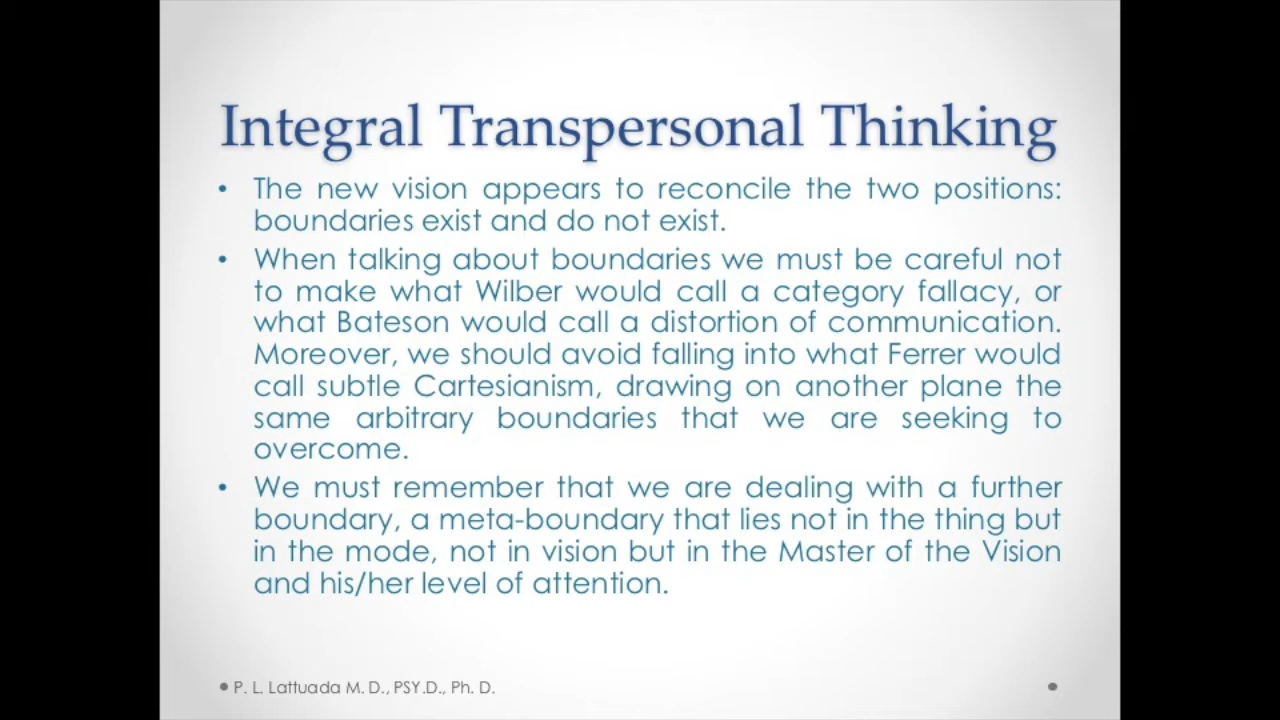 Integral Transpersonal Thinking
• The new vision appears to reconcile the two positions:
boundaries exist and do not exist.
• When talking about boundaries we must be careful not
to make what Wilber would call a category fallacy, or
what Bateson would call a distortion of communication.
Moreover, we should avoid falling into what Ferrer would
call subtle Cartesianism, drawing on another plane the
same arbitrary boundaries that we are seeking to
overcome.
• We must remember that we are dealing with a further
boundary, a meta-boundary that lies not in the thing but
in the mode, not in vision but in the Master of the Vision
and his/her level of attention.
• P. L. Lattuada M. D., PSY.D., Ph. D.